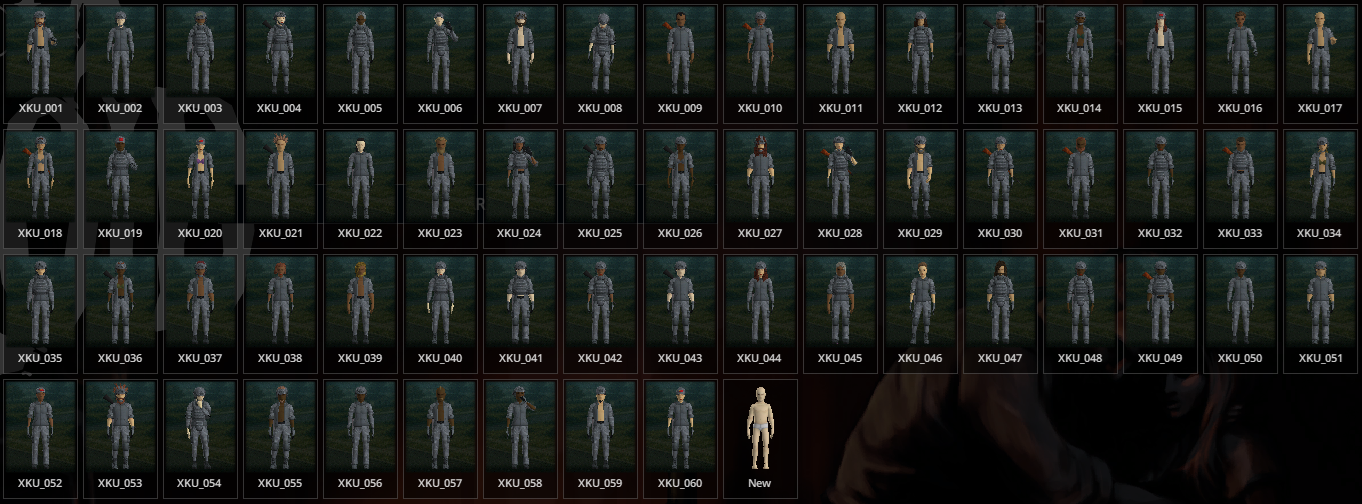 XKU_001 XKU_002 XKU_003 XKU_004 XKU_005 XKU_006 XKU_007 XKU_008 XKU_009 XKU_010 XKU_011 XKU_012 XKU_013 XKU_014 XKU_015 XKU_016 XKU_017
XKU_018 XKU_019 XKU_020 XKU_021 XKU_022 XKU_023 XKU_024 XKU_025 XKU_026 XKU_027 XKU_028 XKU_029 XKU_030 XKU_031 XKU_032 XKU_033 XKU_034
XKU_035 XKU_036 XKU_037 XKU_038 XKU_039 XKU_040 XKU_041 XKU_042 XKU_043 XKU_044 XKU_045 XKU_046 XKU_047 XKU_048 XKU_049 XKU_050 XKU_051
XKU_052 XKU_053 XKU_054 XKU_055 XKU_056 XKU_057 XKU_058 XKU_059 XKU_060 New